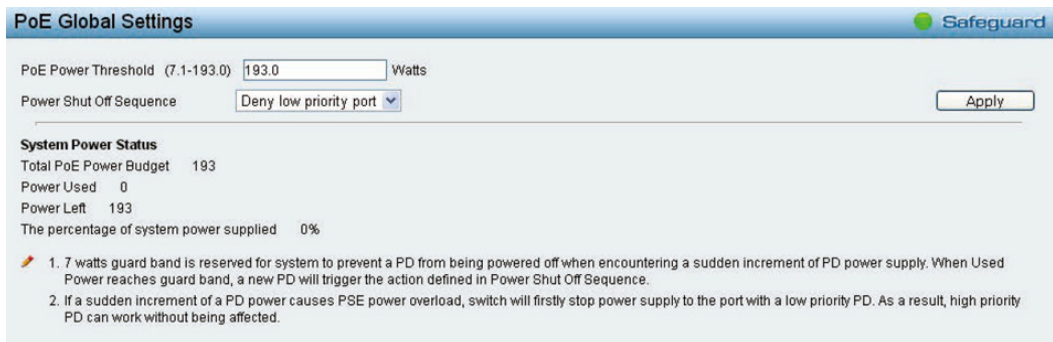 PoE Global Settings
Safeguard
PoE Power Threshold (7.1-193.0) 193.0 Watts
Power Shut Off Sequence Deny low priority port
Apply
System Power Status
Total PoE Power Budget 193
Power Used 0
Power Left 193
The percentage of system power supplied 0%
1. 7 watts guard band is reserved for system to prevent a PD from being powered off when encountering a sudden increment of PD power supply. When Used
Power reaches guard band, a new PD will trigger the action defined in Power Shut Off Sequence.
2. If a sudden increment of a PD power causes PSE power overload, switch will firstly stop power supply to the port with a low priority PD. As a result, high priority
PD can work without being affected.